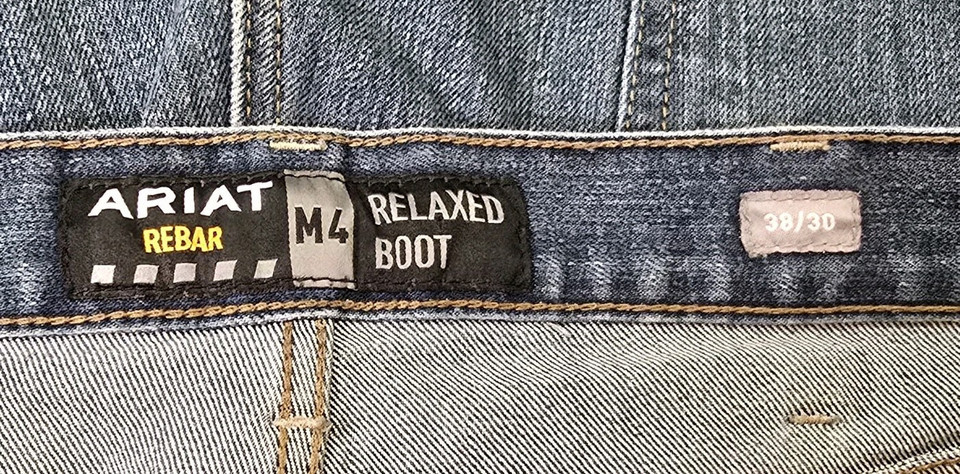 ARIAT
REBAR
M4
RELAXED
BOOT
38/30